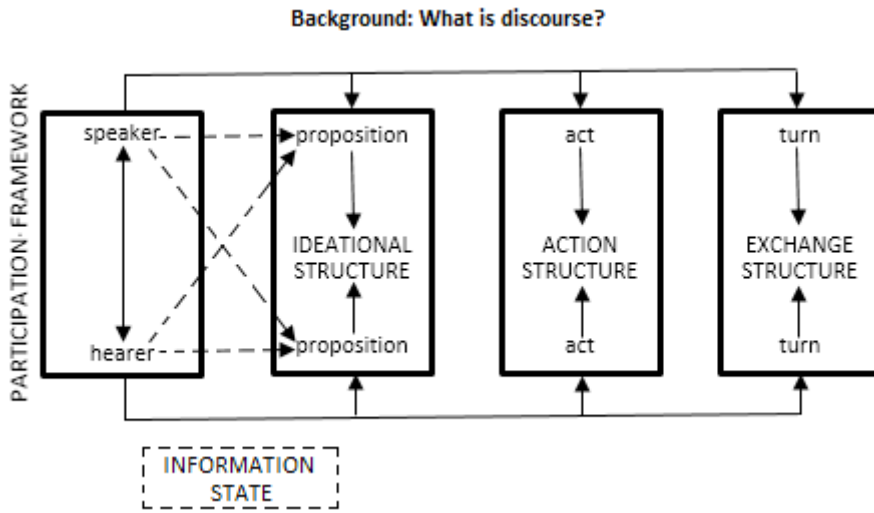 Background: What is discourse?
PARTICIPATION· FRAMEWORK
speaker
proposition
act
turn
IDEATIONAL
STRUCTURE
ACTION
STRUCTURE
EXCHANGE
STRUCTURE
hearer
proposition
act
turn
INFORMATION
STATE